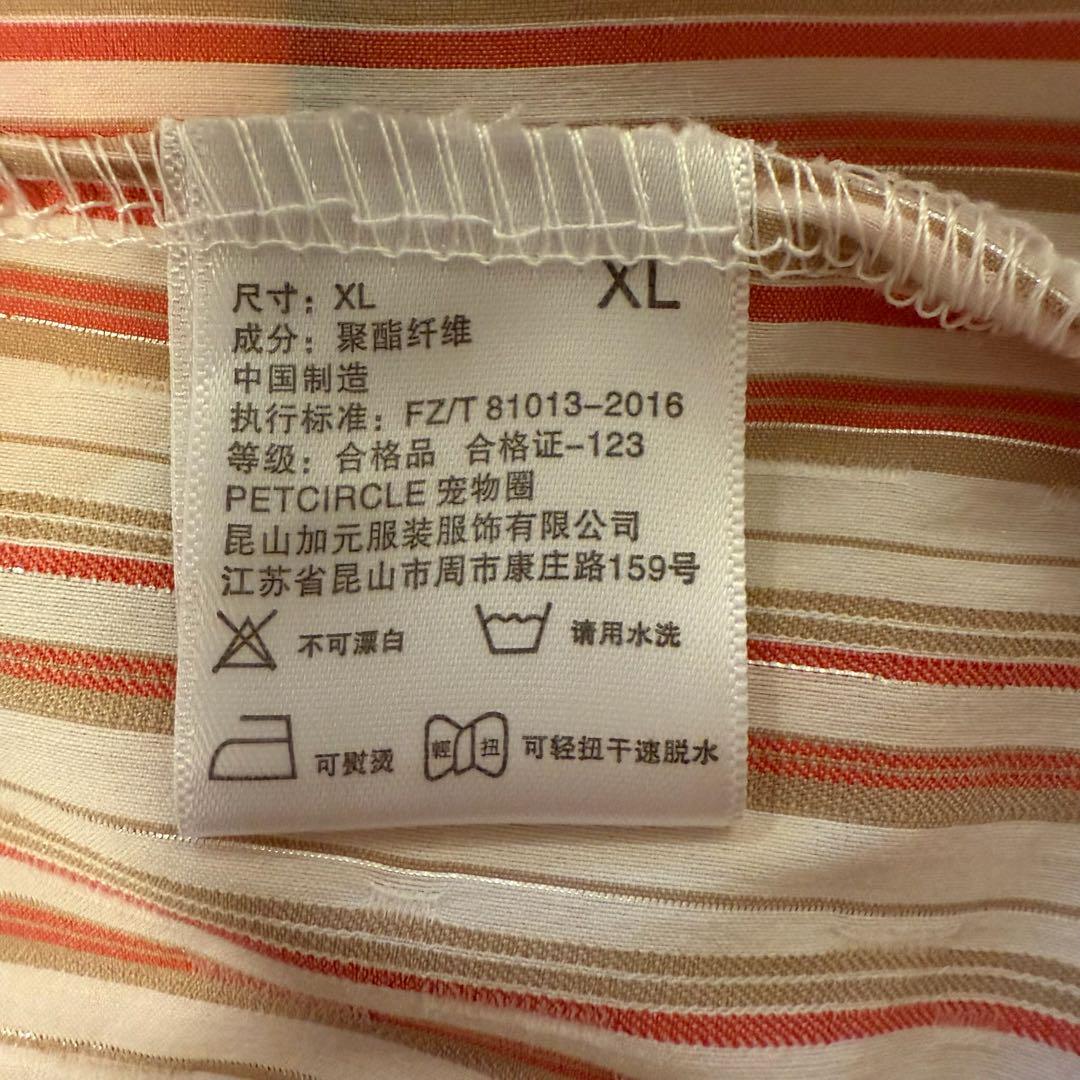 XL
尺寸：XL
成分：聚酯纤维
中国制造
执行标准：FZ/T 81013-2016
等级：合格品 合格证-123
PETCIRCLE 宠物圈
昆山加元服装服饰有限公司
江苏省昆山市周市康庄路159号
不可漂白 请用水洗
可熨烫 輕 扭 可轻扭干速脱水